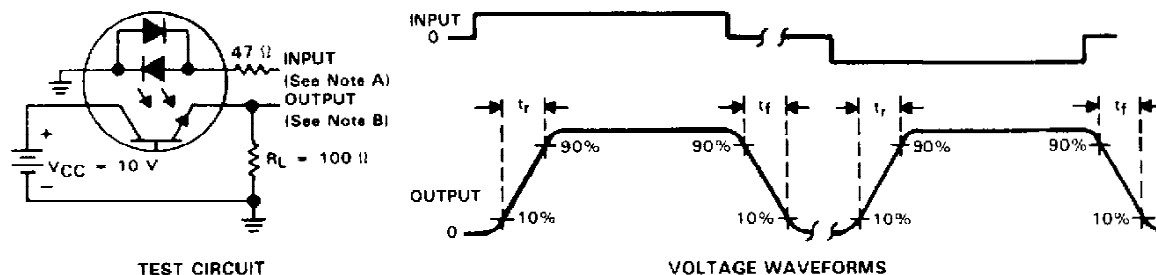 47 Ω
INPUT
(See Note A)
OUTPUT
(See Note B)
+
VCC = 10 V
−
RL = 100 Ω
TEST CIRCUIT
INPUT
0
tr
tf
tr
tf
90%
90%
90%
90%
OUTPUT
10%
10%
10%
10%
0
VOLTAGE WAVEFORMS